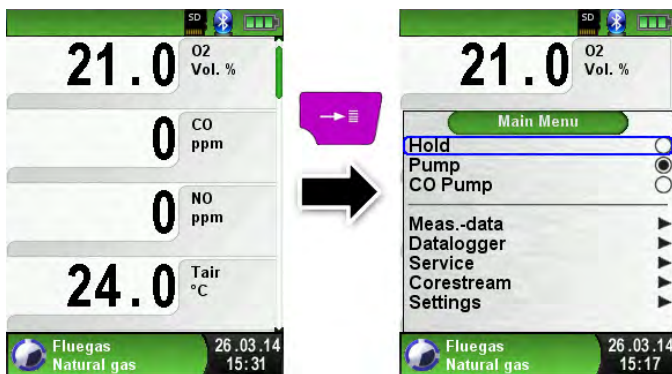 SD
21.0 O2
Vol. %
0 CO
ppm
0 NO
ppm
24.0 Tair
°C
Fluegas 26.03.14
Natural gas 15:31
SD
21.0 O2
Vol. %
Main Menu
Hold
Pump
CO Pump
Meas.-data
Datalogger
Service
Corestream
Settings
Fluegas 26.03.14
Natural gas 15:17